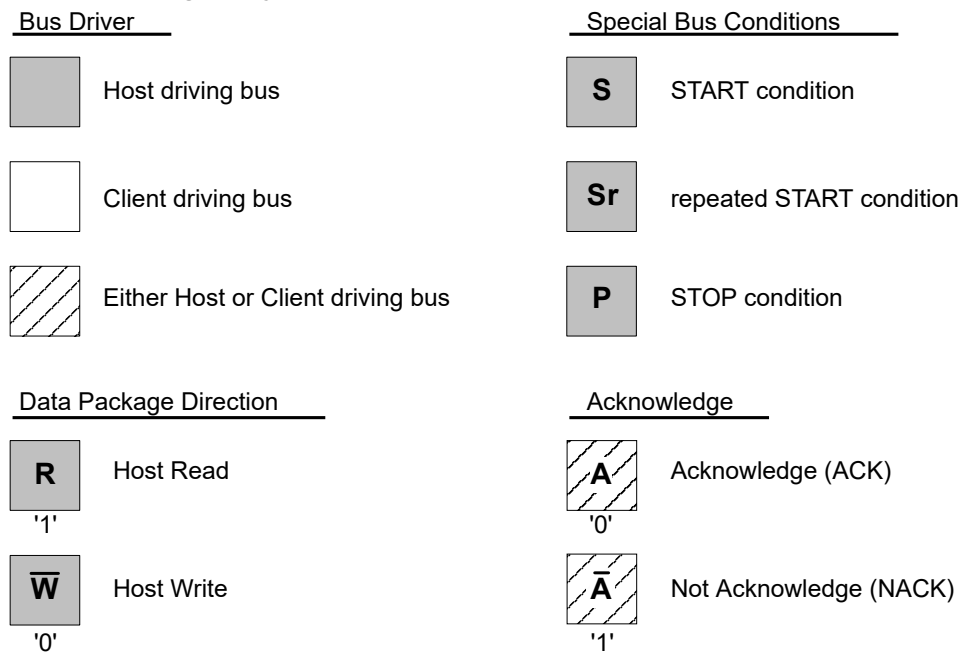 Bus Driver
Host driving bus
Client driving bus
Either Host or Client driving bus
Special Bus Conditions
S START condition
Sr repeated START condition
P STOP condition
Data Package Direction
R Host Read
'1'
W̅ Host Write
'0'
Acknowledge
A Acknowledge (ACK)
'0'
A̅ Not Acknowledge (NACK)
'1'